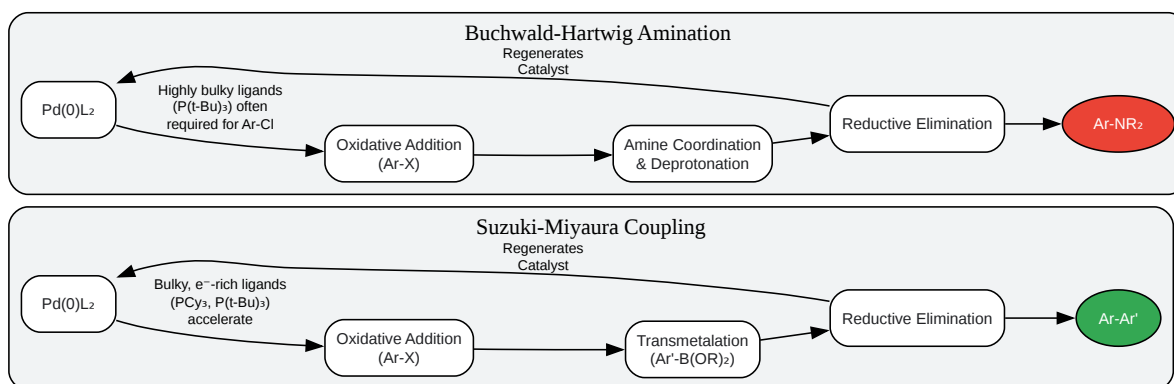 Buchwald-Hartwig Amination
Regenerates
Catalyst
Pd(0)L₂
Highly bulky ligands
(P(t-Bu)₃) often
required for Ar-Cl
Oxidative Addition
(Ar-X)
Amine Coordination
& Deprotonation
Reductive Elimination
Ar-NR₂
Suzuki-Miyaura Coupling
Regenerates
Catalyst
Pd(0)L₂
Bulky, e⁻-rich ligands
(PCy₃, P(t-Bu)₃)
accelerate
Oxidative Addition
(Ar-X)
Transmetalation
(Ar'-B(OR)₂)
Reductive Elimination
Ar-Ar'